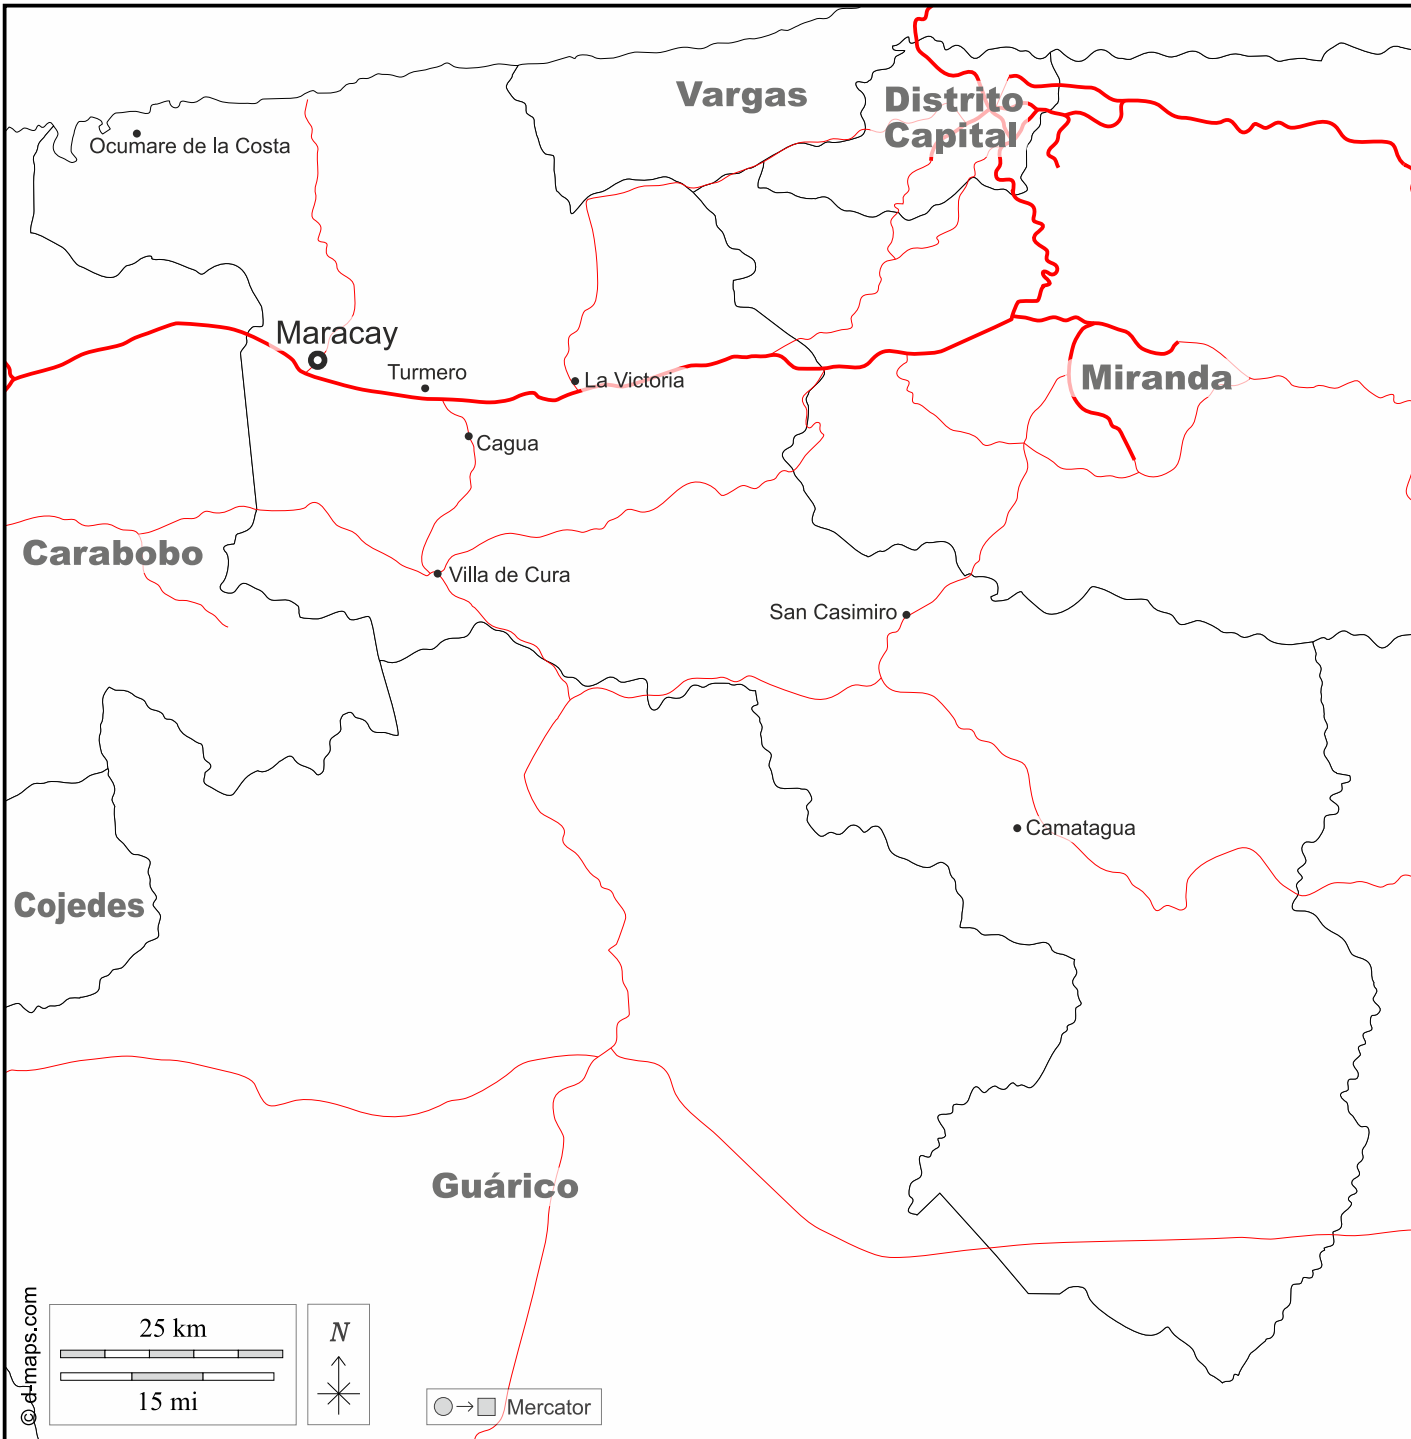 Vargas
Distrito
Capital
Ocumare de la Costa
Maracay
Turmero
La Victoria
Miranda
Cagua
Carabobo
Villa de Cura
San Casimiro
Camatagua
Cojedes
Guárico
© d-maps.com
25 km
15 mi
N
Mercator